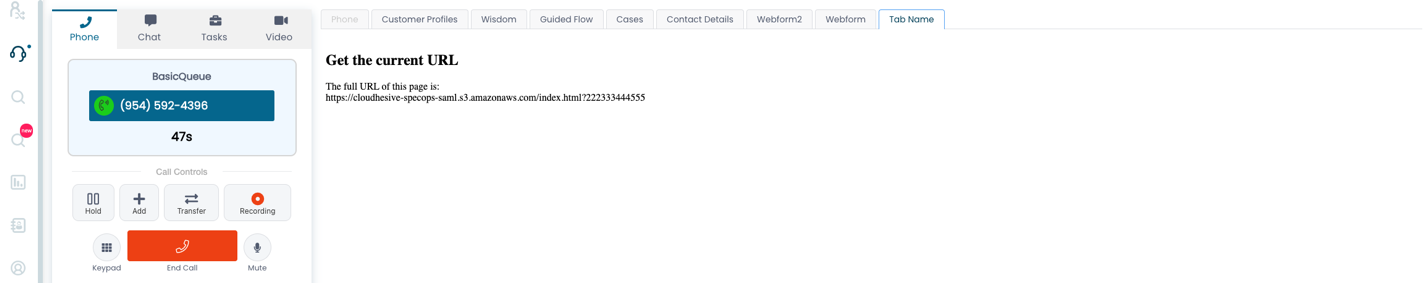 Phone
Chat
Tasks
Video
BasicQueue
(954) 592-4396
47s
Call Controls
Hold
Add
Transfer
Recording
Keypad
End Call
Mute
new
Phone Customer Profiles Wisdom Guided Flow Cases Contact Details Webform2 Webform Tab Name
Get the current URL
The full URL of this page is:
https://cloudhesive-specops-saml.s3.amazonaws.com/index.html?222333444555